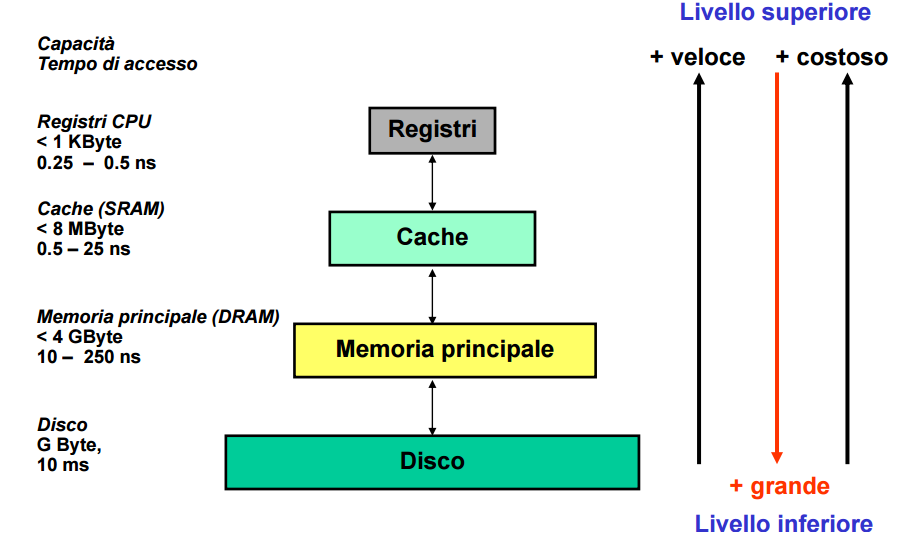 Livello superiore
Capacità
Tempo di accesso
+ veloce
+ costoso
Registri CPU
< 1 KByte
0.25 – 0.5 ns
Registri
Cache (SRAM)
< 8 MByte
0.5 – 25 ns
Cache
Memoria principale (DRAM)
< 4 GByte
10 – 250 ns
Memoria principale
Disco
G Byte,
10 ms
Disco
+ grande
Livello inferiore